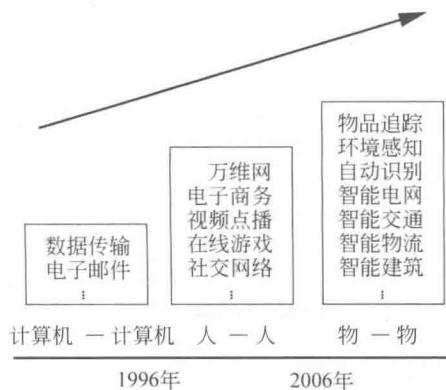 数据传输
电子邮件
⋮
万维网
电子商务
视频点播
在线游戏
社交网络
⋮
物品追踪
环境感知
自动识别
智能电网
智能交通
智能物流
智能建筑
⋮
计算机 — 计算机 人 — 人 物 — 物
1996年 2006年